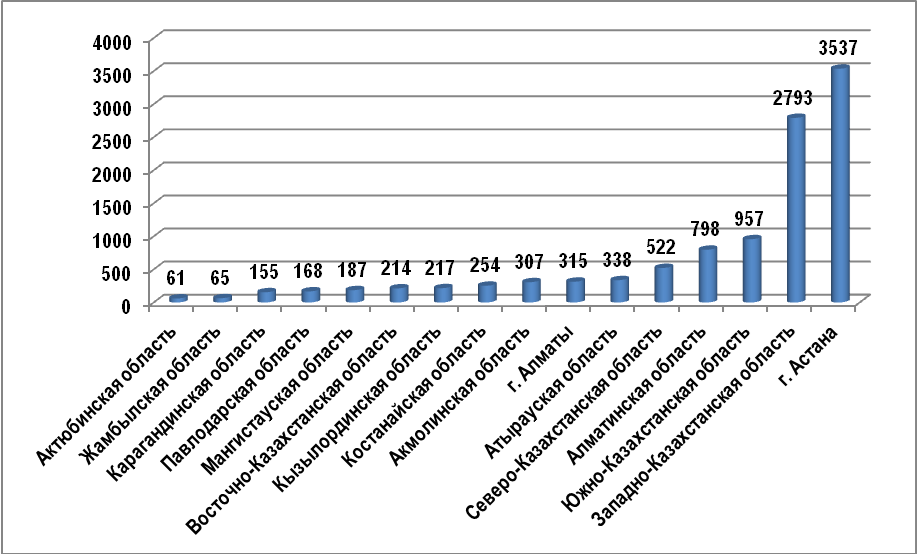 4000
3500
3000
2500
2000
1500
1000
500
0
61
65
155
168
187
214
217
254
307
315
338
522
798
957
2793
3537
Актюбинская область
Жамбылская область
Карагандинская область
Павлодарская область
Мангистауская область
Восточно-Казахстанская область
Кызылординская область
Костанайская область
Акмолинская область
г. Алматы
Атырауская область
Северо-Казахстанская область
Алматинская область
Южно-Казахстанская область
Западно-Казахстанская область
г. Астана